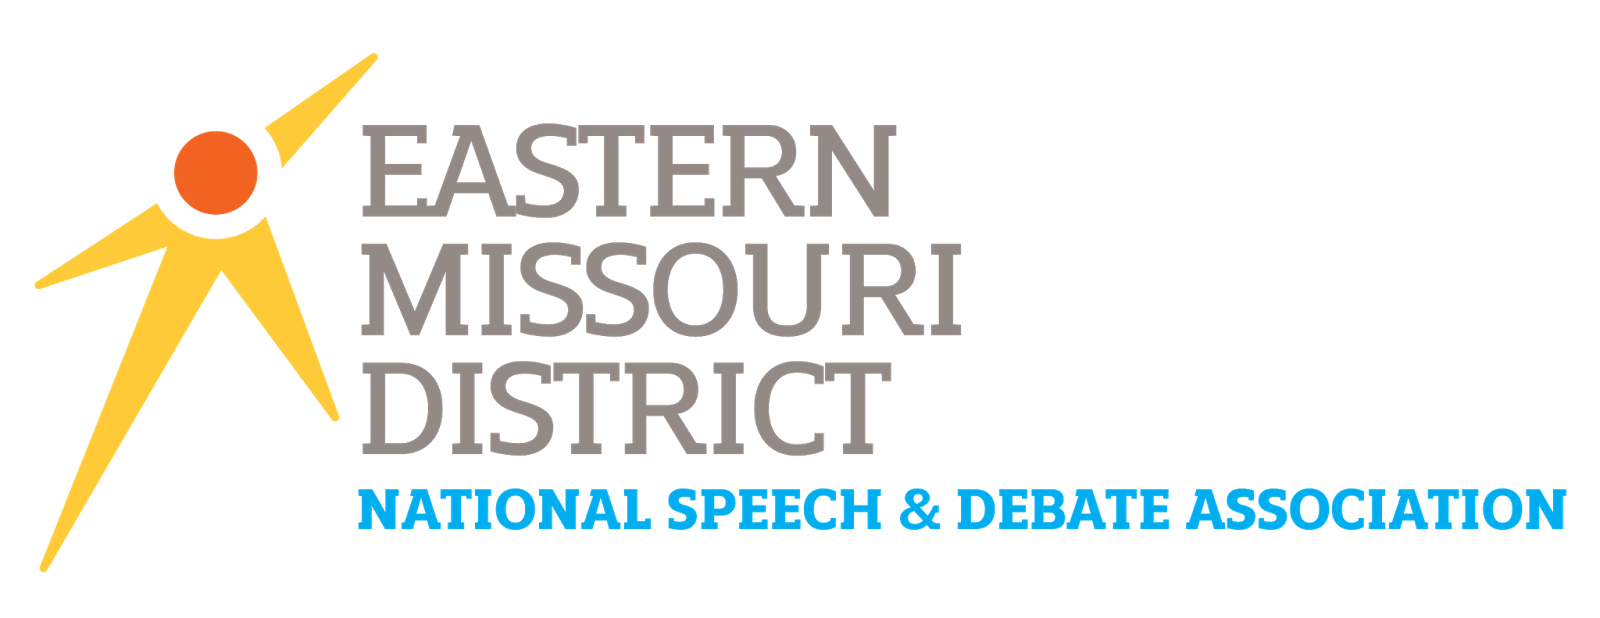 EASTERN
MISSOURI
DISTRICT
NATIONAL SPEECH & DEBATE ASSOCIATION